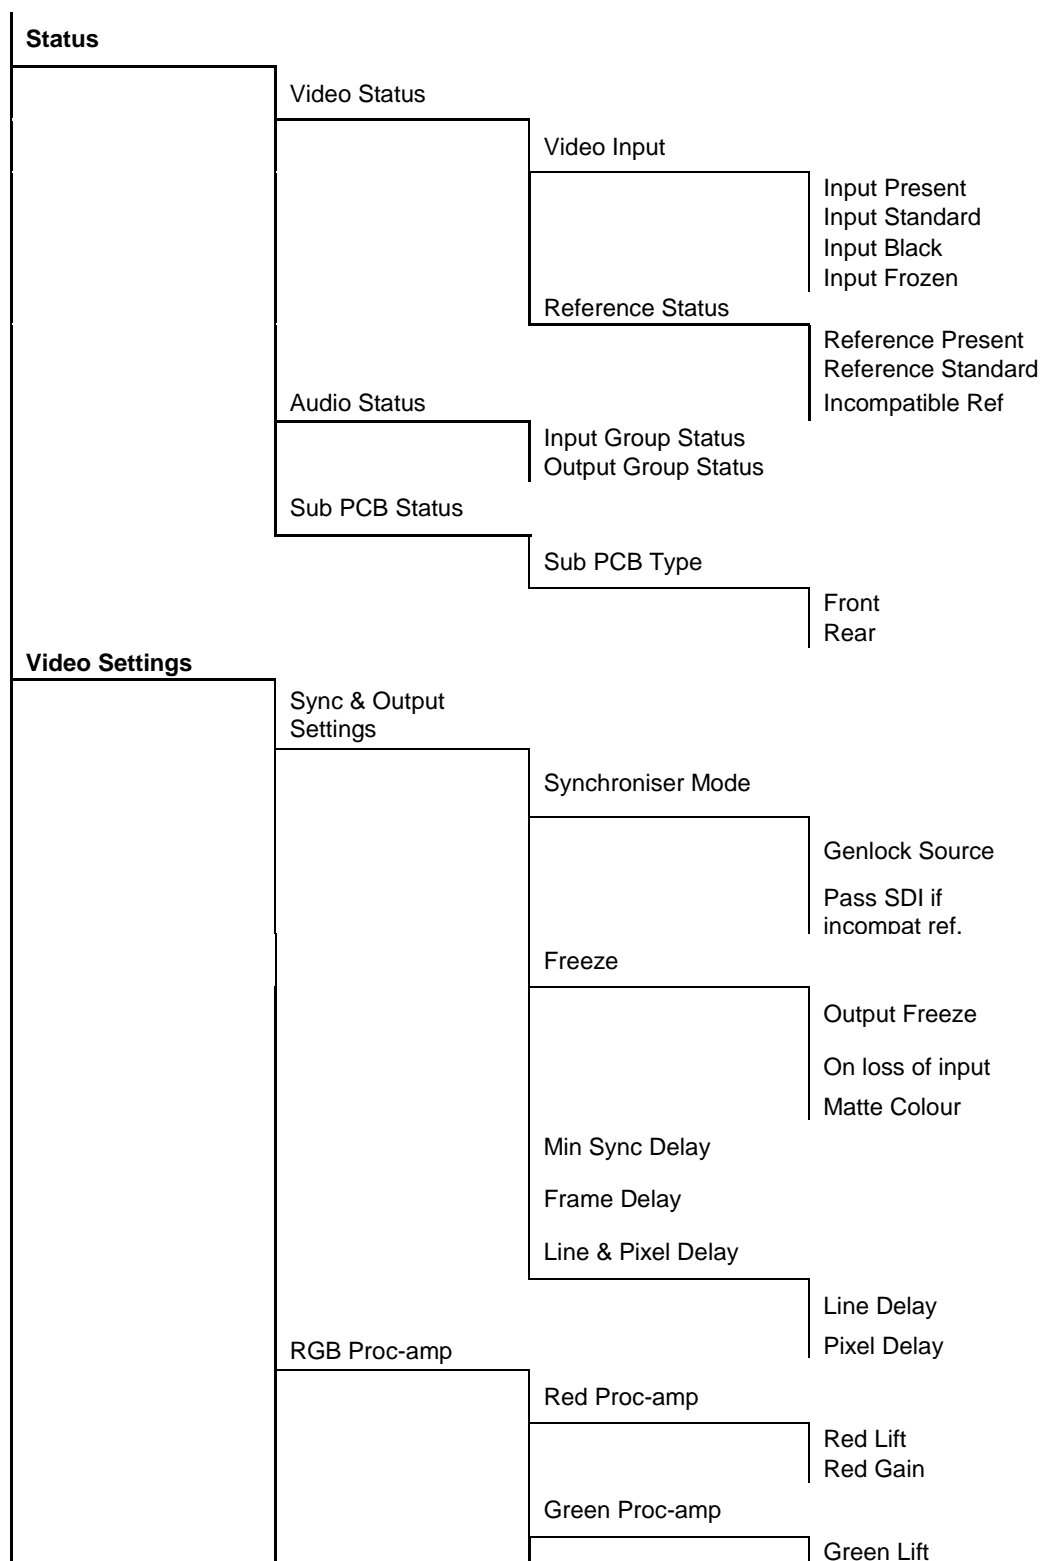 Status
Video Status
Video Input
Input Present
Input Standard
Input Black
Input Frozen
Reference Status
Reference Present
Reference Standard
Audio Status
Incompatible Ref
Input Group Status
Output Group Status
Sub PCB Status
Sub PCB Type
Front
Rear
Video Settings
Sync & Output
Settings
Synchroniser Mode
Genlock Source
Pass SDI if
incompat ref.
Freeze
Output Freeze
On loss of input
Matte Colour
Min Sync Delay
Frame Delay
Line & Pixel Delay
Line Delay
Pixel Delay
RGB Proc-amp
Red Proc-amp
Red Lift
Red Gain
Green Proc-amp
Green Lift